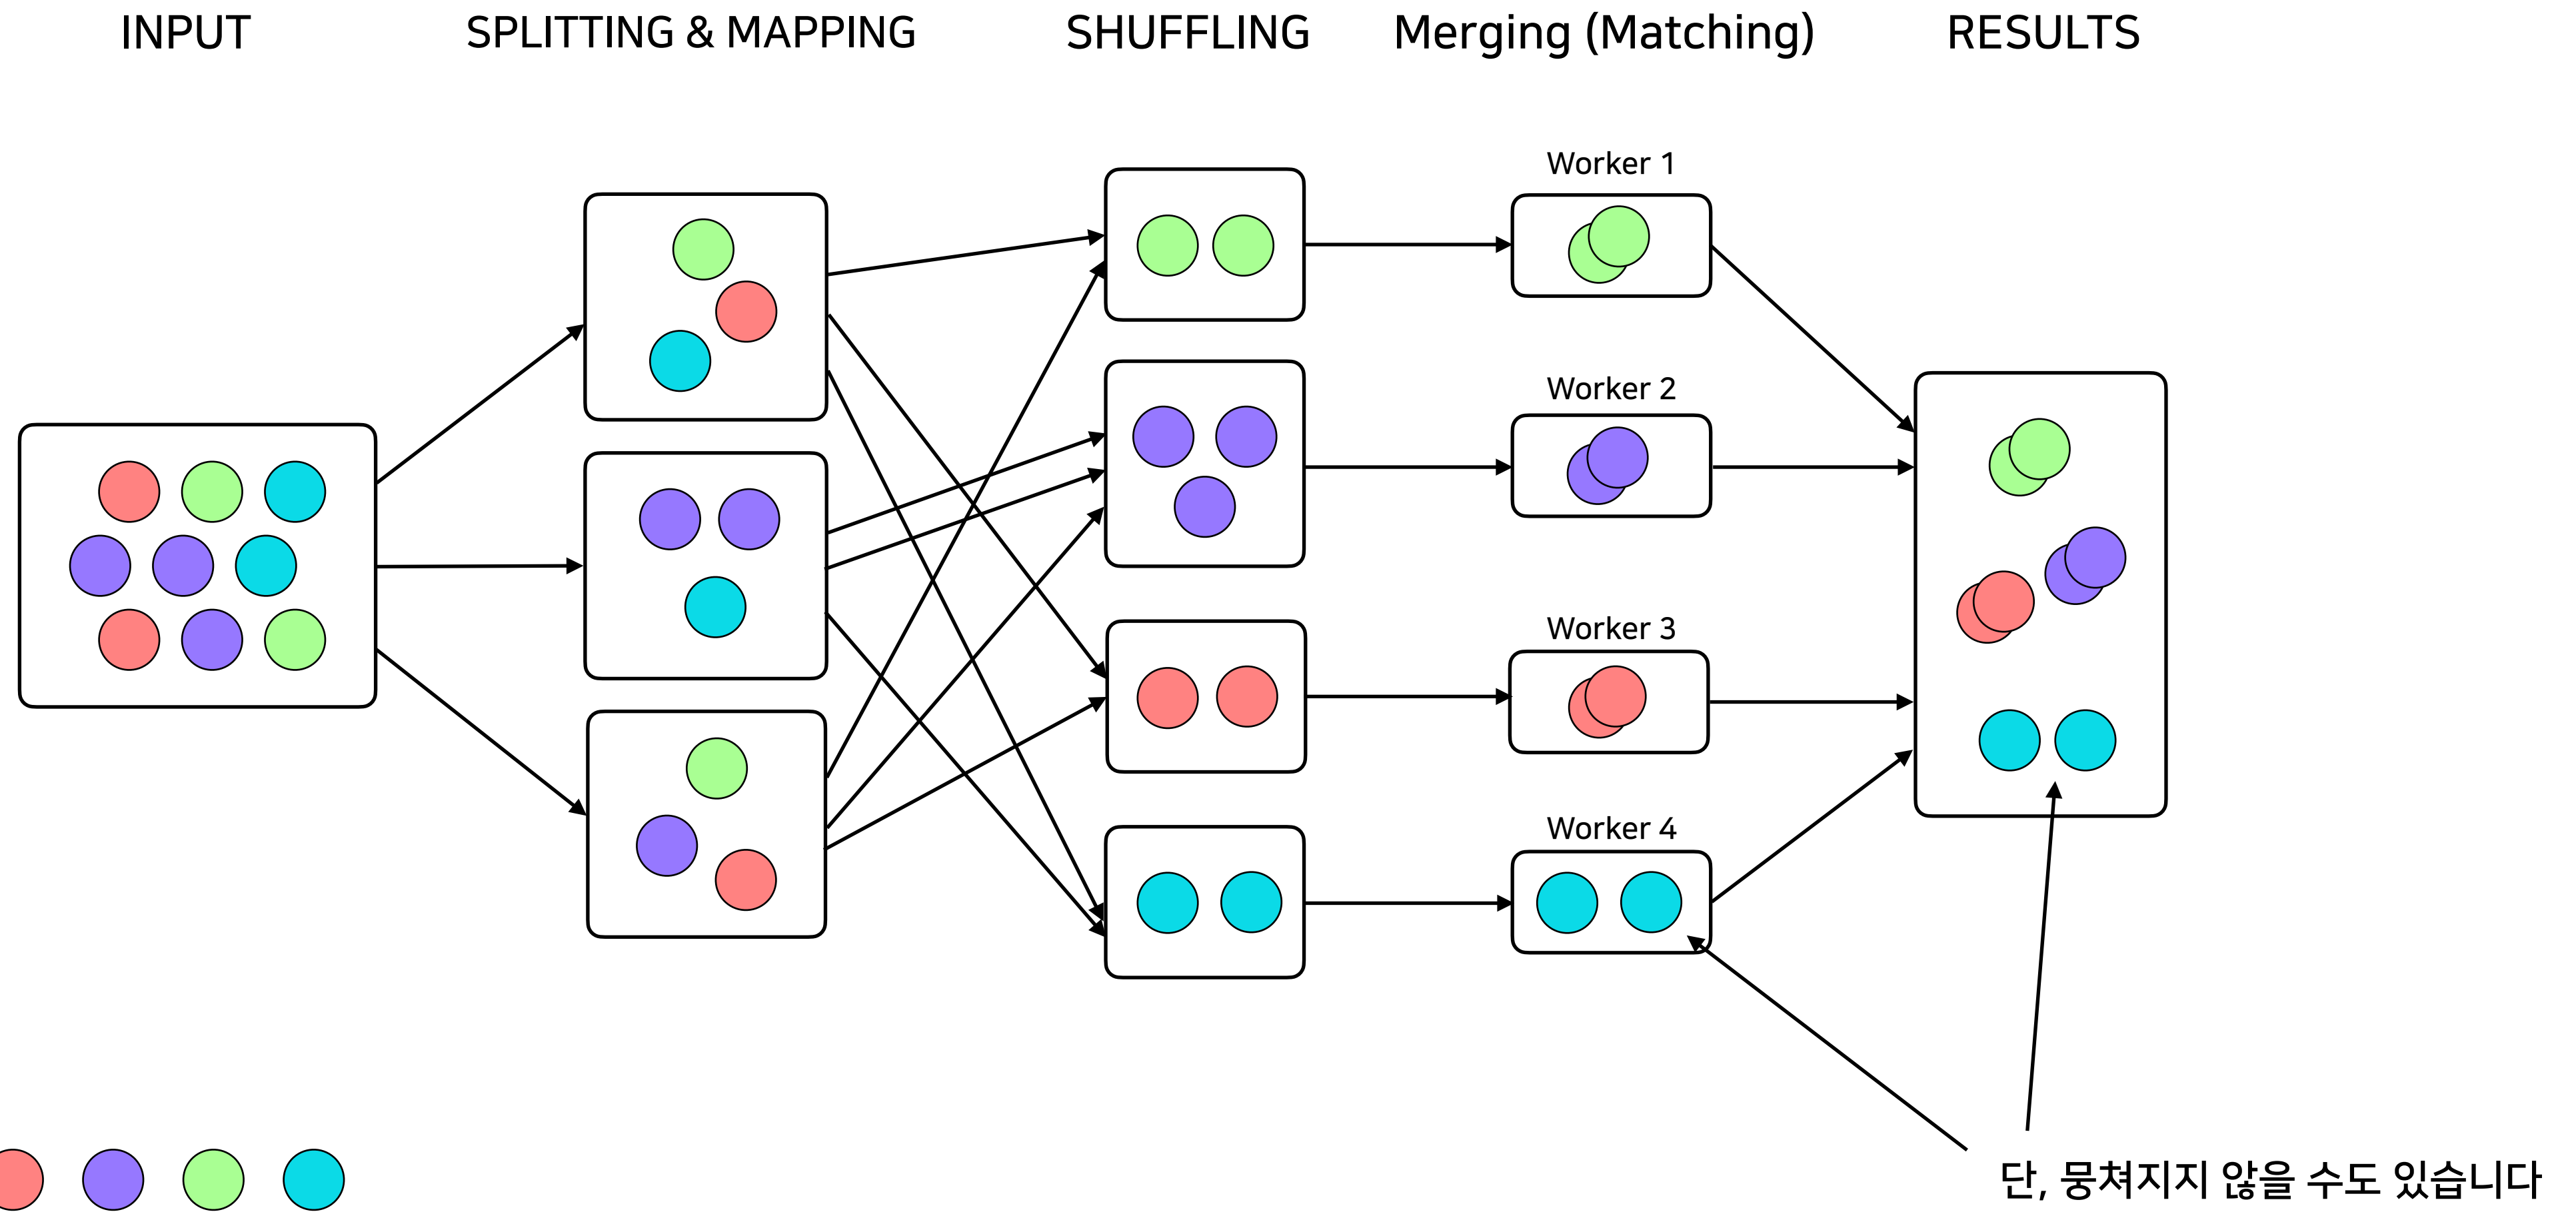 INPUT
SPLITTING & MAPPING
SHUFFLING
Merging (Matching)
RESULTS
Worker 1
Worker 2
Worker 3
Worker 4
단, 뭉쳐지지 않을 수도 있습니다